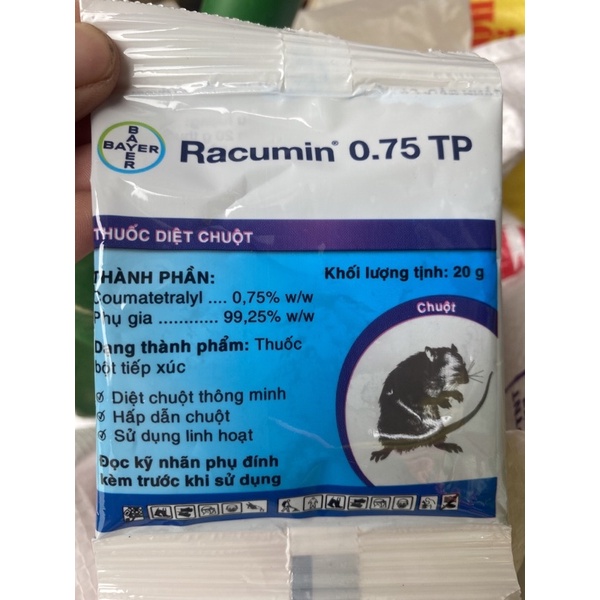 BAYER
BAYER
Racumin® 0.75 TP
THUỐC DIỆT CHUỘT
THÀNH PHẦN:
Khối lượng tịnh: 20 g
Coumatetralyl .... 0,75% w/w
Phụ gia ............ 99,25% w/w
Chuột
Dạng thành phẩm: Thuốc
bột tiếp xúc
Diệt chuột thông minh
Hấp dẫn chuột
Sử dụng linh hoạt
Đọc kỹ nhãn phụ đính
kèm trước khi sử dụng